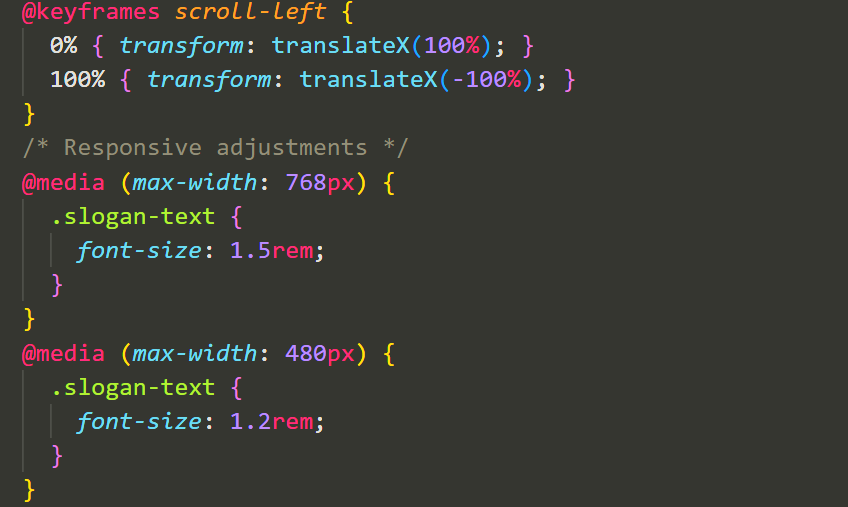 @keyframes scroll-left {
  0% { transform: translateX(100%); }
  100% { transform: translateX(-100%); }
}
/* Responsive adjustments */
@media (max-width: 768px) {
  .slogan-text {
    font-size: 1.5rem;
  }
}
@media (max-width: 480px) {
  .slogan-text {
    font-size: 1.2rem;
  }
}